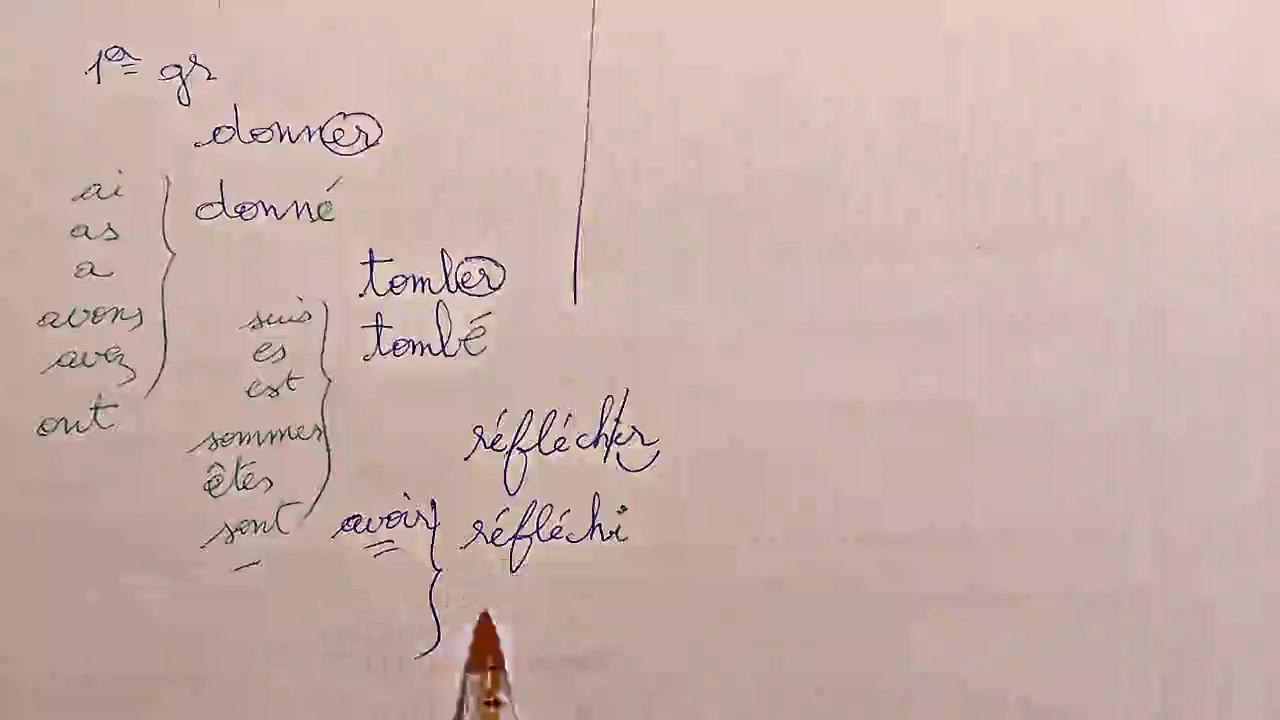 1er gr
donner
ai
as
a
avons
avez
ont
donné
tomber
suis
es
est
sommes
êtes
sont
tombé
réfléchir
avoir
réfléchi